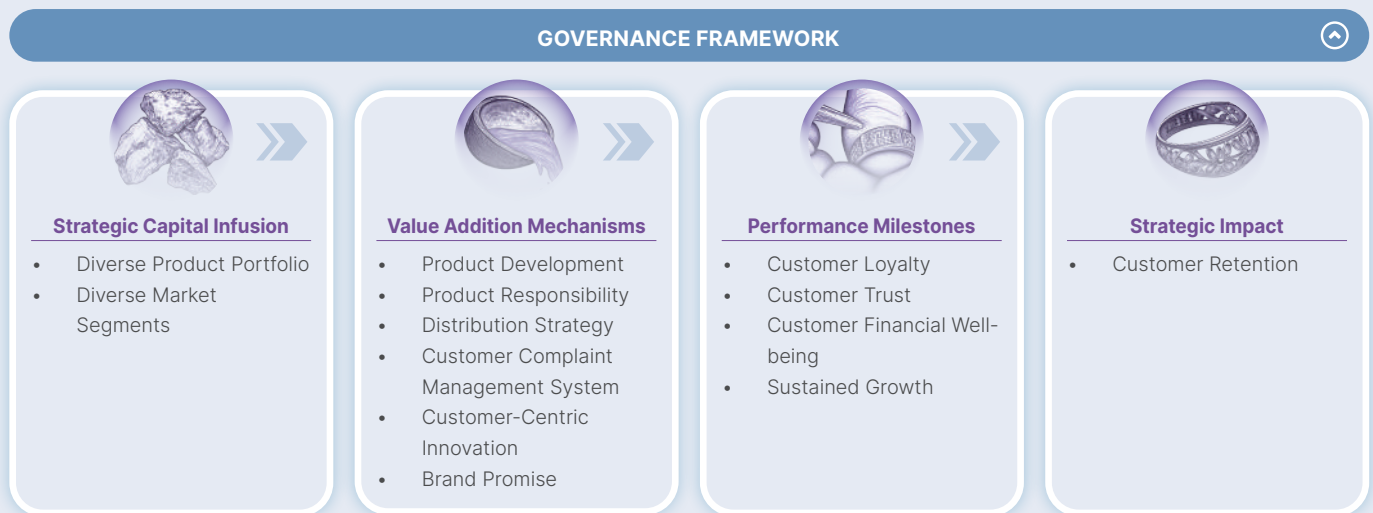 GOVERNANCE FRAMEWORK
Strategic Capital Infusion
• Diverse Product Portfolio
• Diverse Market
Segments
Value Addition Mechanisms
• Product Development
• Product Responsibility
• Distribution Strategy
• Customer Complaint
Management System
• Customer-Centric
Innovation
• Brand Promise
Performance Milestones
• Customer Loyalty
• Customer Trust
• Customer Financial Well-
being
• Sustained Growth
Strategic Impact
• Customer Retention